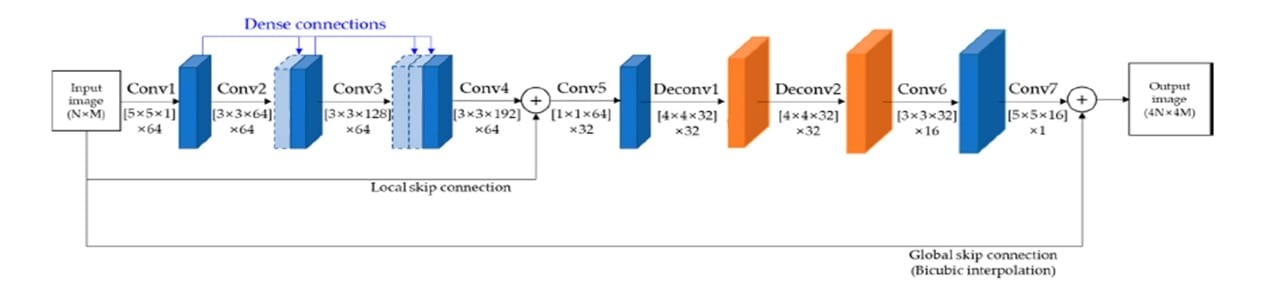 Dense connections
Input
image
(N×M)
Conv1
[5×5×1]
×64
Conv2
[3×3×64]
×64
Conv3
[3×3×128]
×64
Conv4
[3×3×192]
×64
+
Conv5
[1×1×64]
×32
Deconv1
[4×4×32]
×32
Deconv2
[4×4×32]
×32
Conv6
[3×3×32]
×16
Conv7
[5×5×16]
×1
+
Output
image
(4N×4M)
Local skip connection
Global skip connection
(Bicubic interpolation)